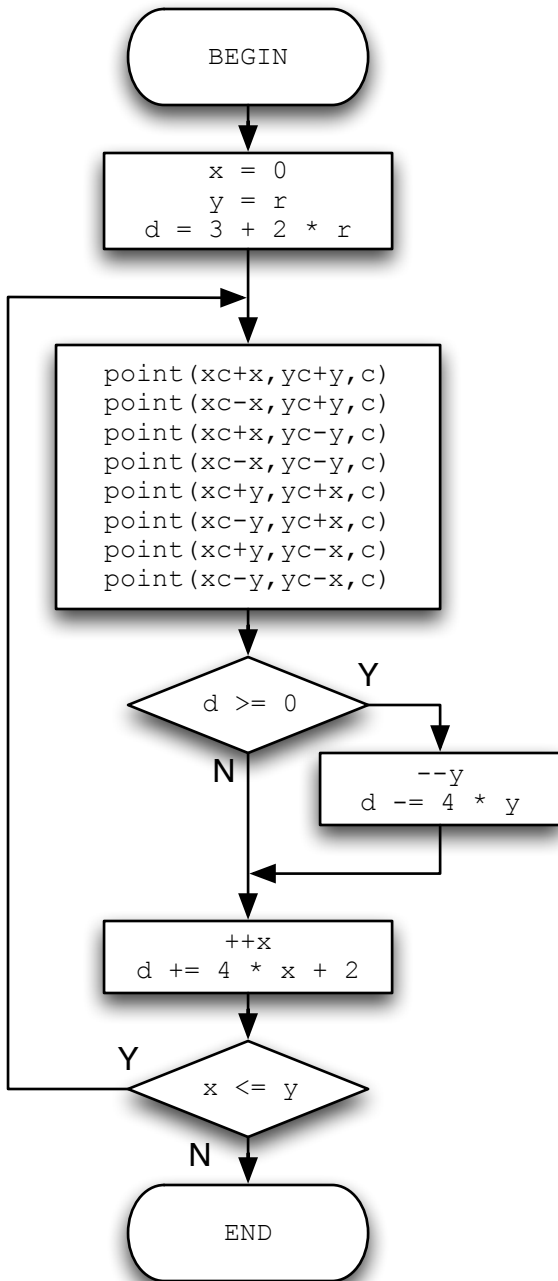 BEGIN
x = 0
y = r
d = 3 + 2 * r
point(xc+x,yc+y,c)
point(xc-x,yc+y,c)
point(xc+x,yc-y,c)
point(xc-x,yc-y,c)
point(xc+y,yc+x,c)
point(xc-y,yc+x,c)
point(xc+y,yc-x,c)
point(xc-y,yc-x,c)
Y
d >= 0
N
--y
d -= 4 * y
++x
d += 4 * x + 2
Y
x <= y
N
END